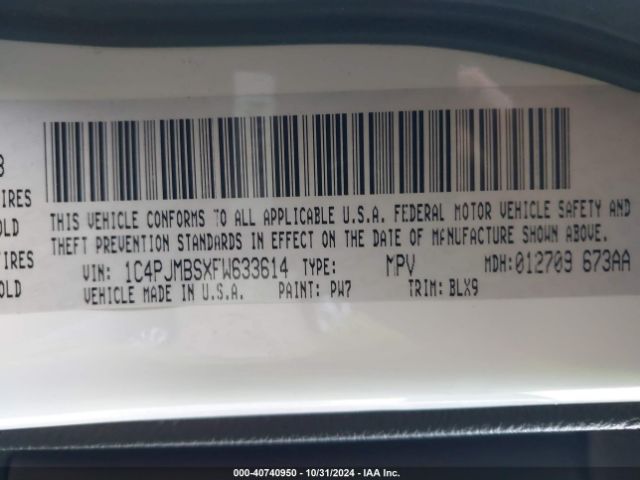 8
IRES
OLD
IRES
OLD
THIS VEHICLE CONFORMS TO ALL APPLICABLE U.S.A. FEDERAL MOTOR VEHICLE SAFETY AND
THEFT PREVENTION STANDARDS IN EFFECT ON THE DATE OF MANUFACTURE SHOWN ABOVE.
VIN: 1C4PJMBSXFW633614 TYPE: MPV MDH:012709 673AA
VEHICLE MADE IN U.S.A. PAINT: PW7 TRIM: BLX9
000-40740950 - 10/31/2024 - IAA Inc.